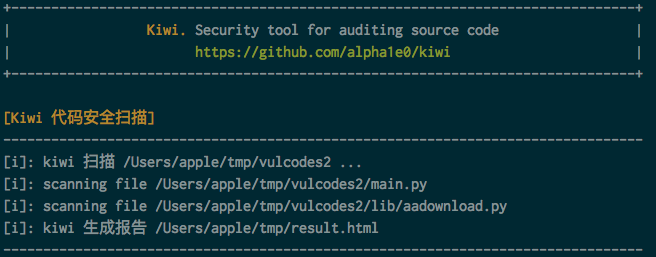 Kiwi. Security tool for auditing source code
https://github.com/alpha1e0/kiwi
[Kiwi 代码安全扫描]
[i]: kiwi 扫描 /Users/apple/tmp/vulcodes2 ...
[i]: scanning file /Users/apple/tmp/vulcodes2/main.py
[i]: scanning file /Users/apple/tmp/vulcodes2/lib/aadownload.py
[i]: kiwi 生成报告 /Users/apple/tmp/result.html